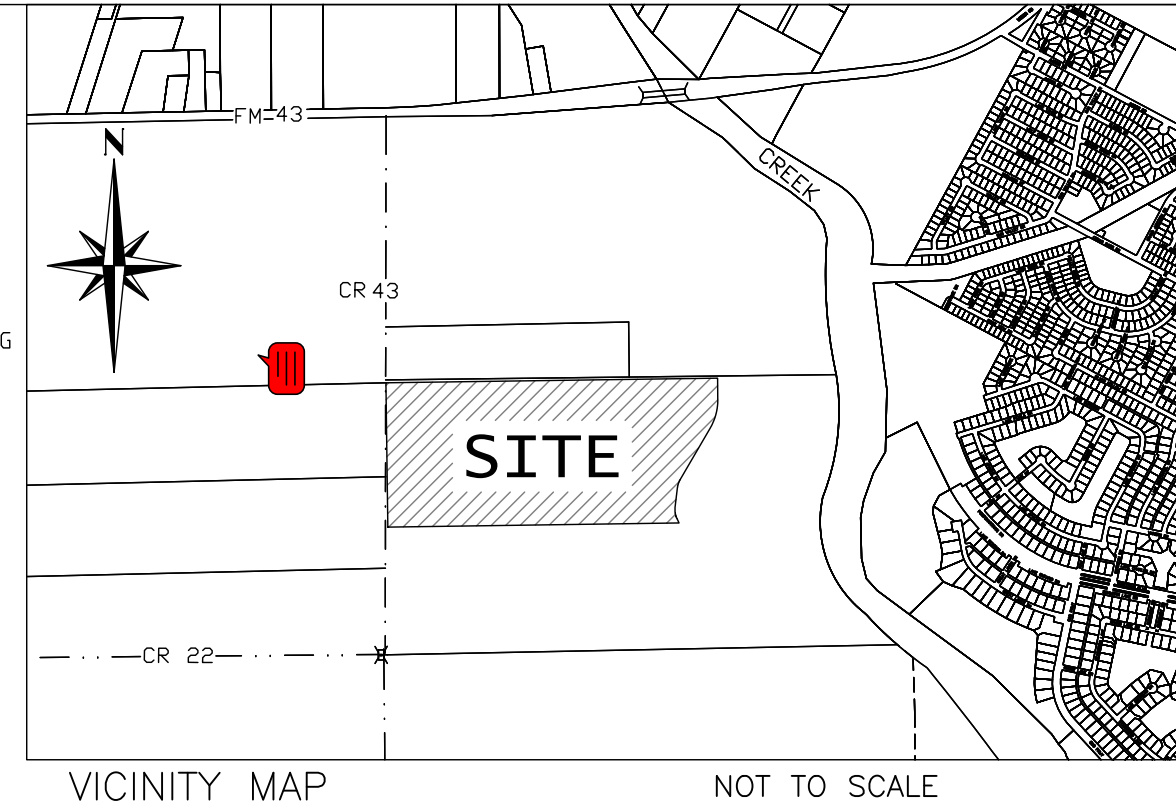 FM-43
N
CREEK
CR 43
G
SITE
CR 22
VICINITY MAP
NOT TO SCALE